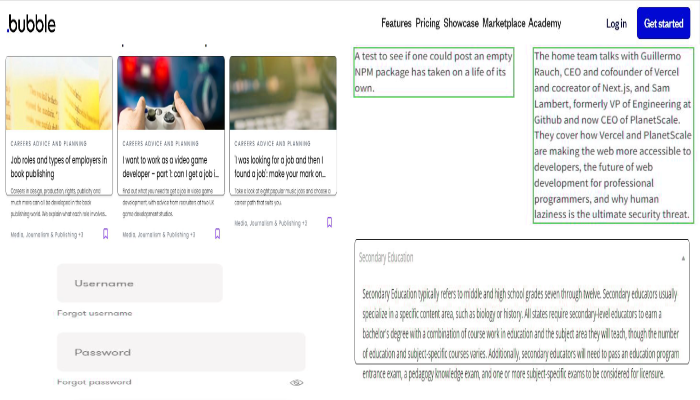 .bubble
Features Pricing Showcase Marketplace Academy
Log in
Get started
CAREERS ADVICE AND PLANNING
Job roles and types of employers in
book publishing
Careers in design, production, rights, publicity and
much more can all be developed in the book
publishing world. We explain what each role involves...
Media, Journalism & Publishing +3
CAREERS ADVICE AND PLANNING
I want to work as a video game
developer - part 1: can I get a job i...
Find out what you need to get a job in video game
development with advice from recruiters at two UK
game development studios.
Media, Journalism & Publishing +3
CAREERS ADVICE AND PLANNING
'I was looking for a job and then I
found a job': make your mark on...
Take a look at eight popular music jobs and choose a
career path that suits you.
Media, Journalism & Publishing +2
Username
Forgot username
Password
Forgot password
A test to see if one could post an empty
NPM package has taken on a life of its
own.
The home team talks with Guillermo
Rauch, CEO and cofounder of Vercel
and cocreator of Next.js, and Sam
Lambert, formerly VP of Engineering at
Github and now CEO of PlanetScale.
They cover how Vercel and PlanetScale
are making the web more accessible to
developers, the future of web
development for professional
programmers, and why human
laziness is the ultimate security threat.
Secondary Education
Secondary Education typically refers to middle and high school grades seven through twelve. Secondary educators usually
specialize in a specific content area, such as biology or history. All states require secondary-level educators to earn a
bachelor's degree with a combination of course work in education and the subject area they will teach, though the number
of education and subject-specific courses varies. Additionally, secondary educators will need to pass an education program
entrance exam, a pedagogy knowledge exam, and one or more subject-specific exams to be considered for licensure.